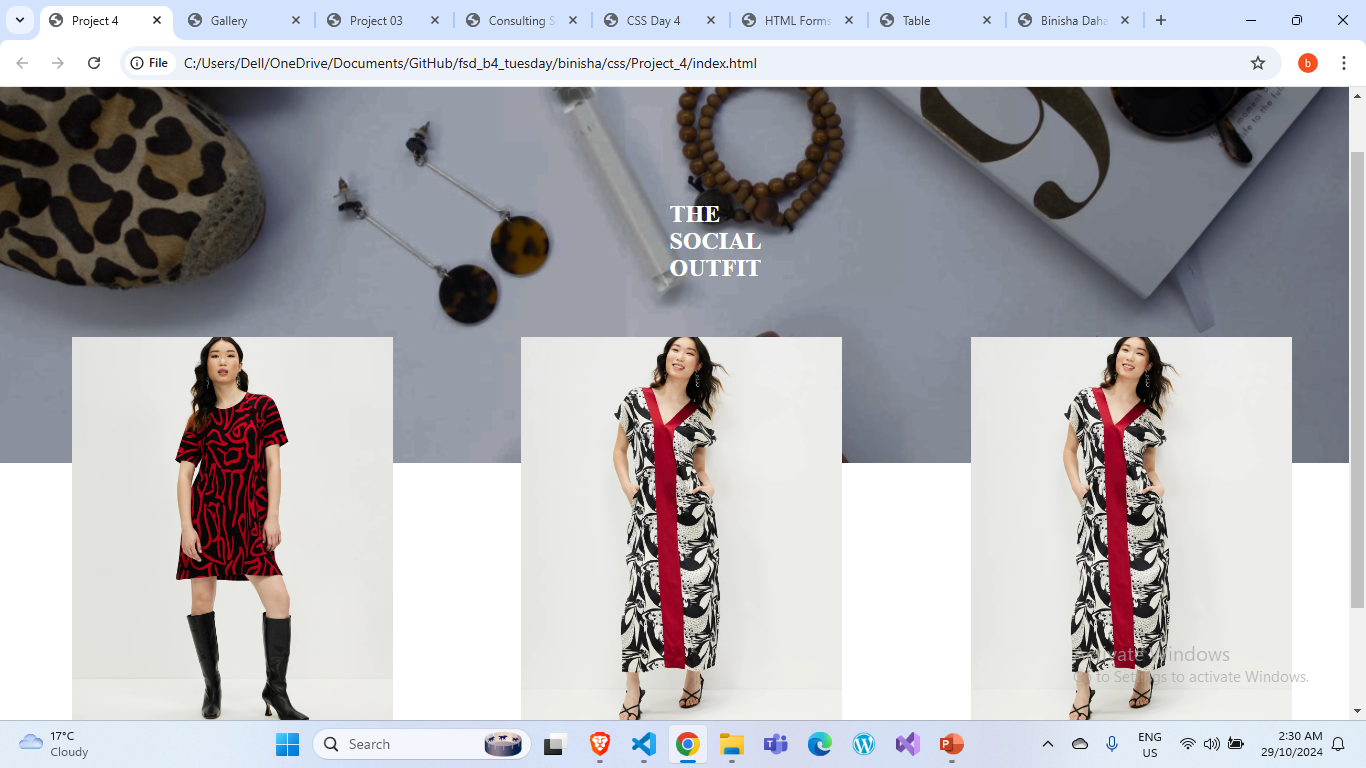 Project 4
Gallery
Project 03
Consulting S
CSS Day 4
HTML Forms
Table
Binisha Daha
File
C:/Users/Dell/OneDrive/Documents/GitHub/fsd_b4_tuesday/binisha/css/Project_4/index.html
b
THE
SOCIAL
OUTFIT
Activate Windows
Go to Settings to activate Windows.
17°C
Cloudy
Search
ENG
US
2:30 AM
29/10/2024